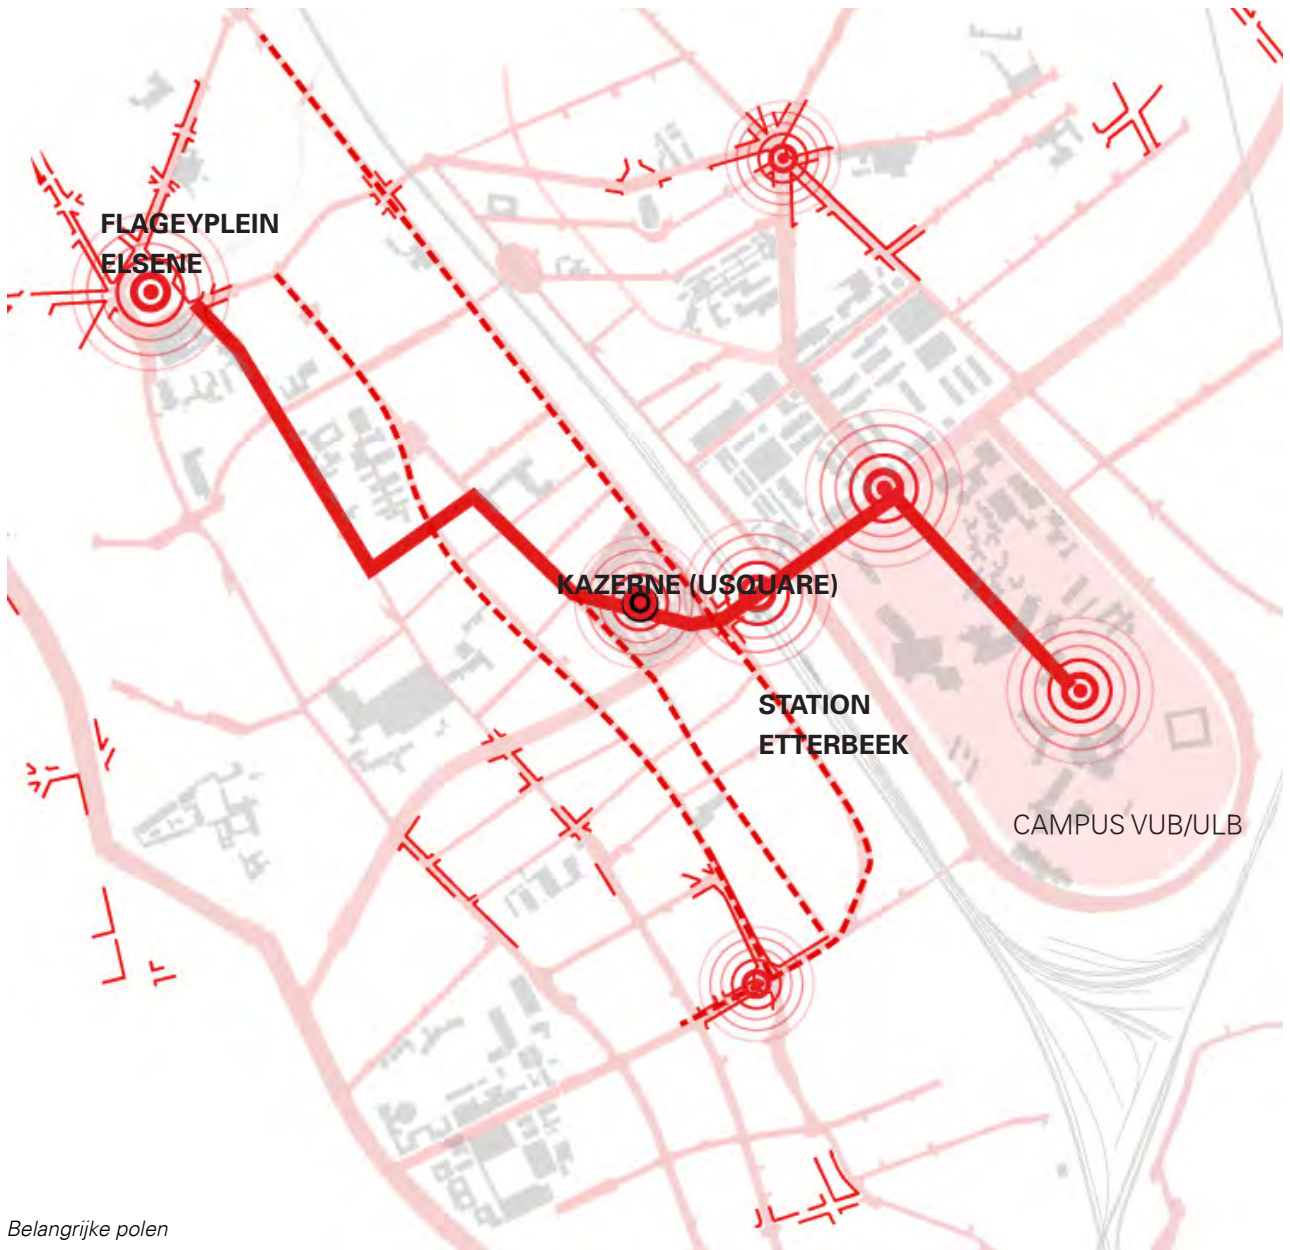 FLAGEYPLEIN
ELSENE
KAZERNE (USQUARE)
STATION
ETTERBEEK
CAMPUS VUB/ULB
Belangrijke polen